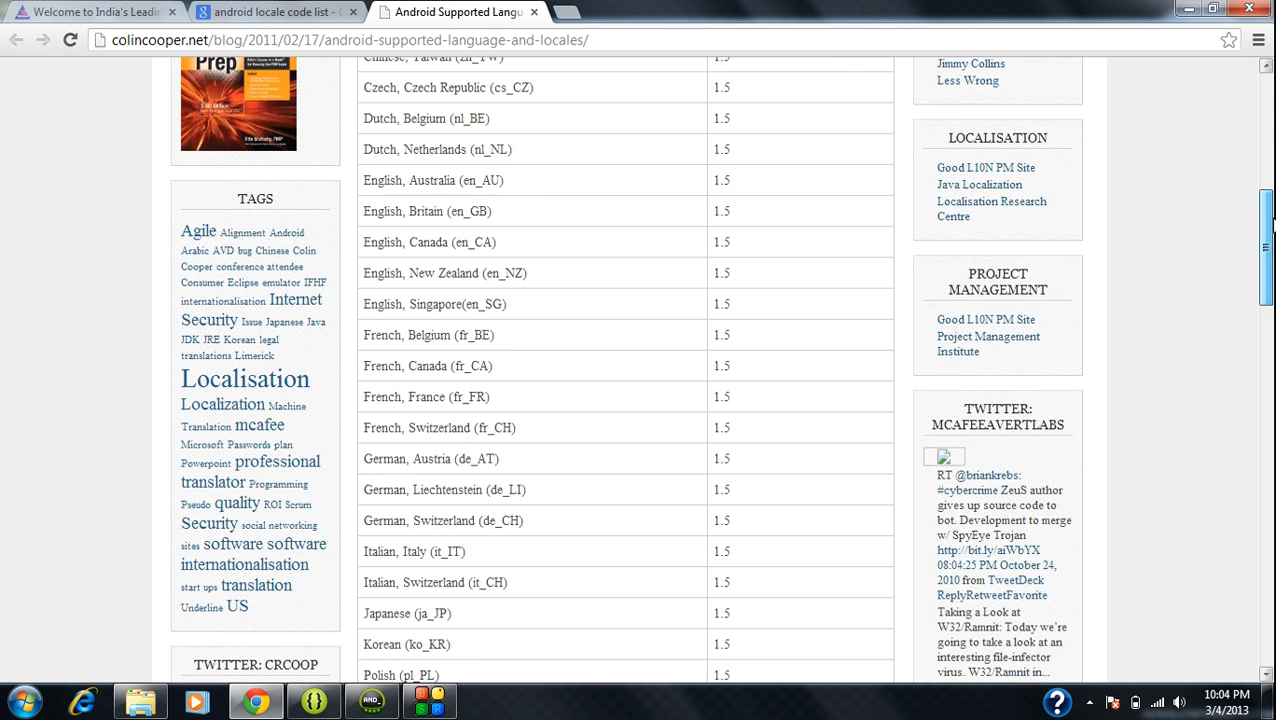 Welcome to India's Leadin
android locale code list - G
Android Supported Langu
colincooper.net/blog/2011/02/17/android-supported-language-and-locales/
Prep
TAGS
Agile Alignment Android
Arabic AVD bug Chinese Colin
Cooper conference attendee
Consumer Eclipse emulator IFHF
internationalisation Internet
Security Issue Japanese Java
JDK JRE Korean legal
translations Limerick
Localisation
Localization Machine
Translation mcafee
Microsoft Passwords plan
Powerpoint professional
translator Programming
Pseudo quality ROI Scrum
Security social networking
sites software software
internationalisation
start ups translation
Underline US
TWITTER: CRCOOP
Chinese, Taiwan (zh_TW) 1.5
Czech, Czech Republic (cs_CZ) 1.5
Dutch, Belgium (nl_BE) 1.5
Dutch, Netherlands (nl_NL) 1.5
English, Australia (en_AU) 1.5
English, Britain (en_GB) 1.5
English, Canada (en_CA) 1.5
English, New Zealand (en_NZ) 1.5
English, Singapore(en_SG) 1.5
French, Belgium (fr_BE) 1.5
French, Canada (fr_CA) 1.5
French, France (fr_FR) 1.5
French, Switzerland (fr_CH) 1.5
German, Austria (de_AT) 1.5
German, Liechtenstein (de_LI) 1.5
German, Switzerland (de_CH) 1.5
Italian, Italy (it_IT) 1.5
Italian, Switzerland (it_CH) 1.5
Japanese (ja_JP) 1.5
Korean (ko_KR) 1.5
Polish (pl_PL) 1.5
Jimmy Collins
Less Wrong
LOCALISATION
Good L10N PM Site
Java Localization
Localisation Research
Centre
PROJECT
MANAGEMENT
Good L10N PM Site
Project Management
Institute
TWITTER:
MCAFEEAVERTLABS
RT @briankrebs:
#cybercrime ZeuS author
gives up source code to
bot. Development to merge
w/ SpyEye Trojan
http://bit.ly/aiWbYX
08:04:25 PM October 24,
2010 from TweetDeck
ReplyRetweetFavorite
Taking a Look at
W32/Ramnit: Today we're
going to take a look at an
interesting file-infector
virus. W32/Ramnit in...
AND
10:04 PM
3/4/2013